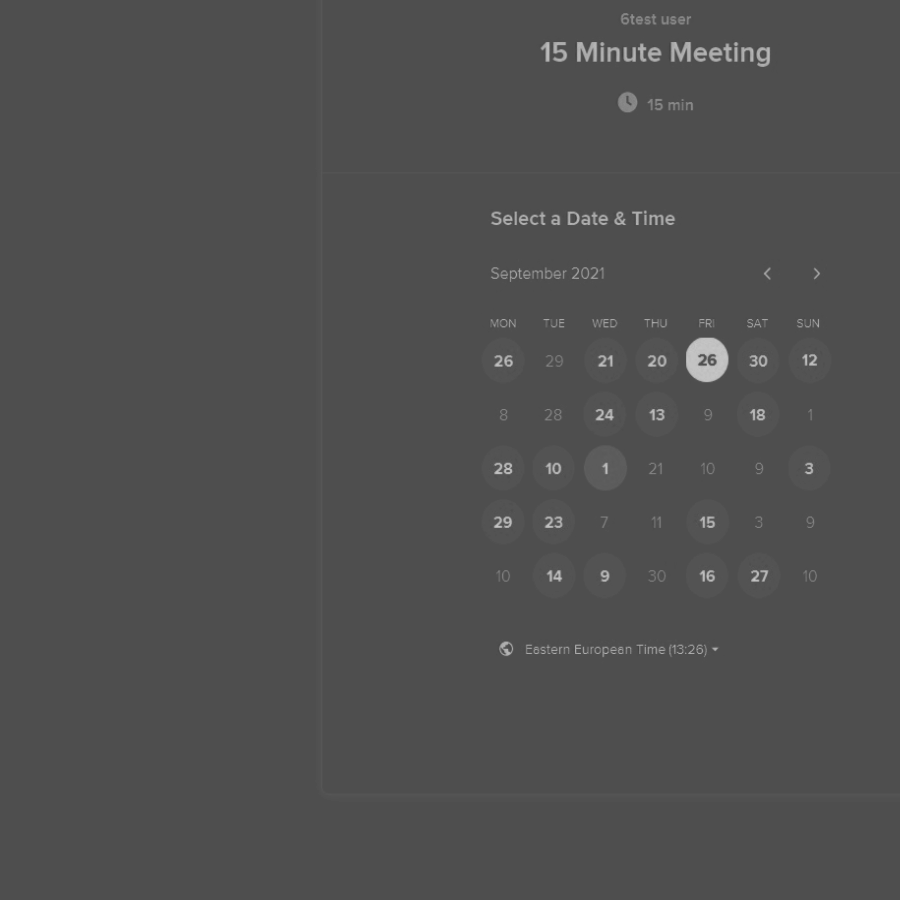 6test user
15 Minute Meeting
15 min
Select a Date & Time
September 2021
MON TUE WED THU FRI SAT SUN
26 29 21 20 26 30 12
8 28 24 13 9 18 1
28 10 1 21 10 9 3
29 23 7 11 15 3 9
10 14 9 30 16 27 10
Eastern European Time (13:26)